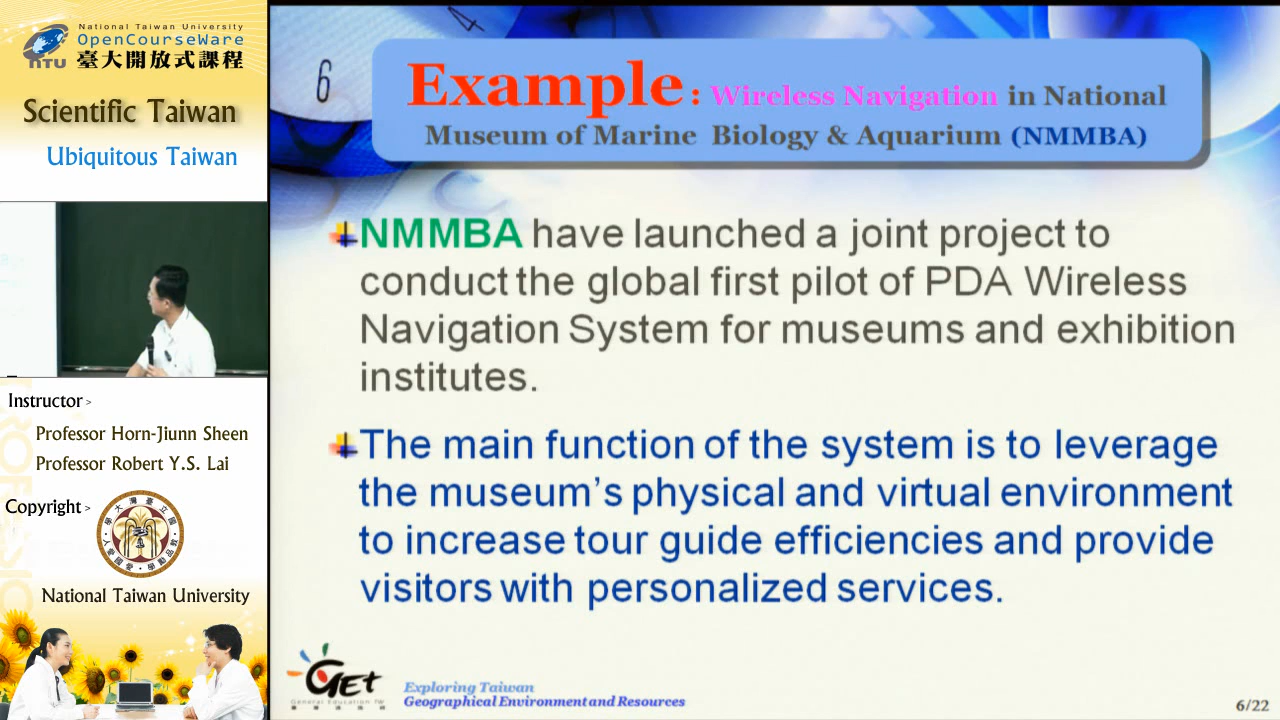 National Taiwan University
OpenCourseWare
NTU 臺大開放式課程
Scientific Taiwan
Ubiquitous Taiwan
Instructor >
Professor Horn-Jiunn Sheen
Professor Robert Y.S. Lai
Copyright >
National Taiwan University
6
Example : Wireless Navigation in National
Museum of Marine Biology & Aquarium (NMMBA)
NMMBA have launched a joint project to
conduct the global first pilot of PDA Wireless
Navigation System for museums and exhibition
institutes.
The main function of the system is to leverage
the museum's physical and virtual environment
to increase tour guide efficiencies and provide
visitors with personalized services.
GET
General Education TW
Exploring Taiwan
Geographical Environment and Resources
6/22